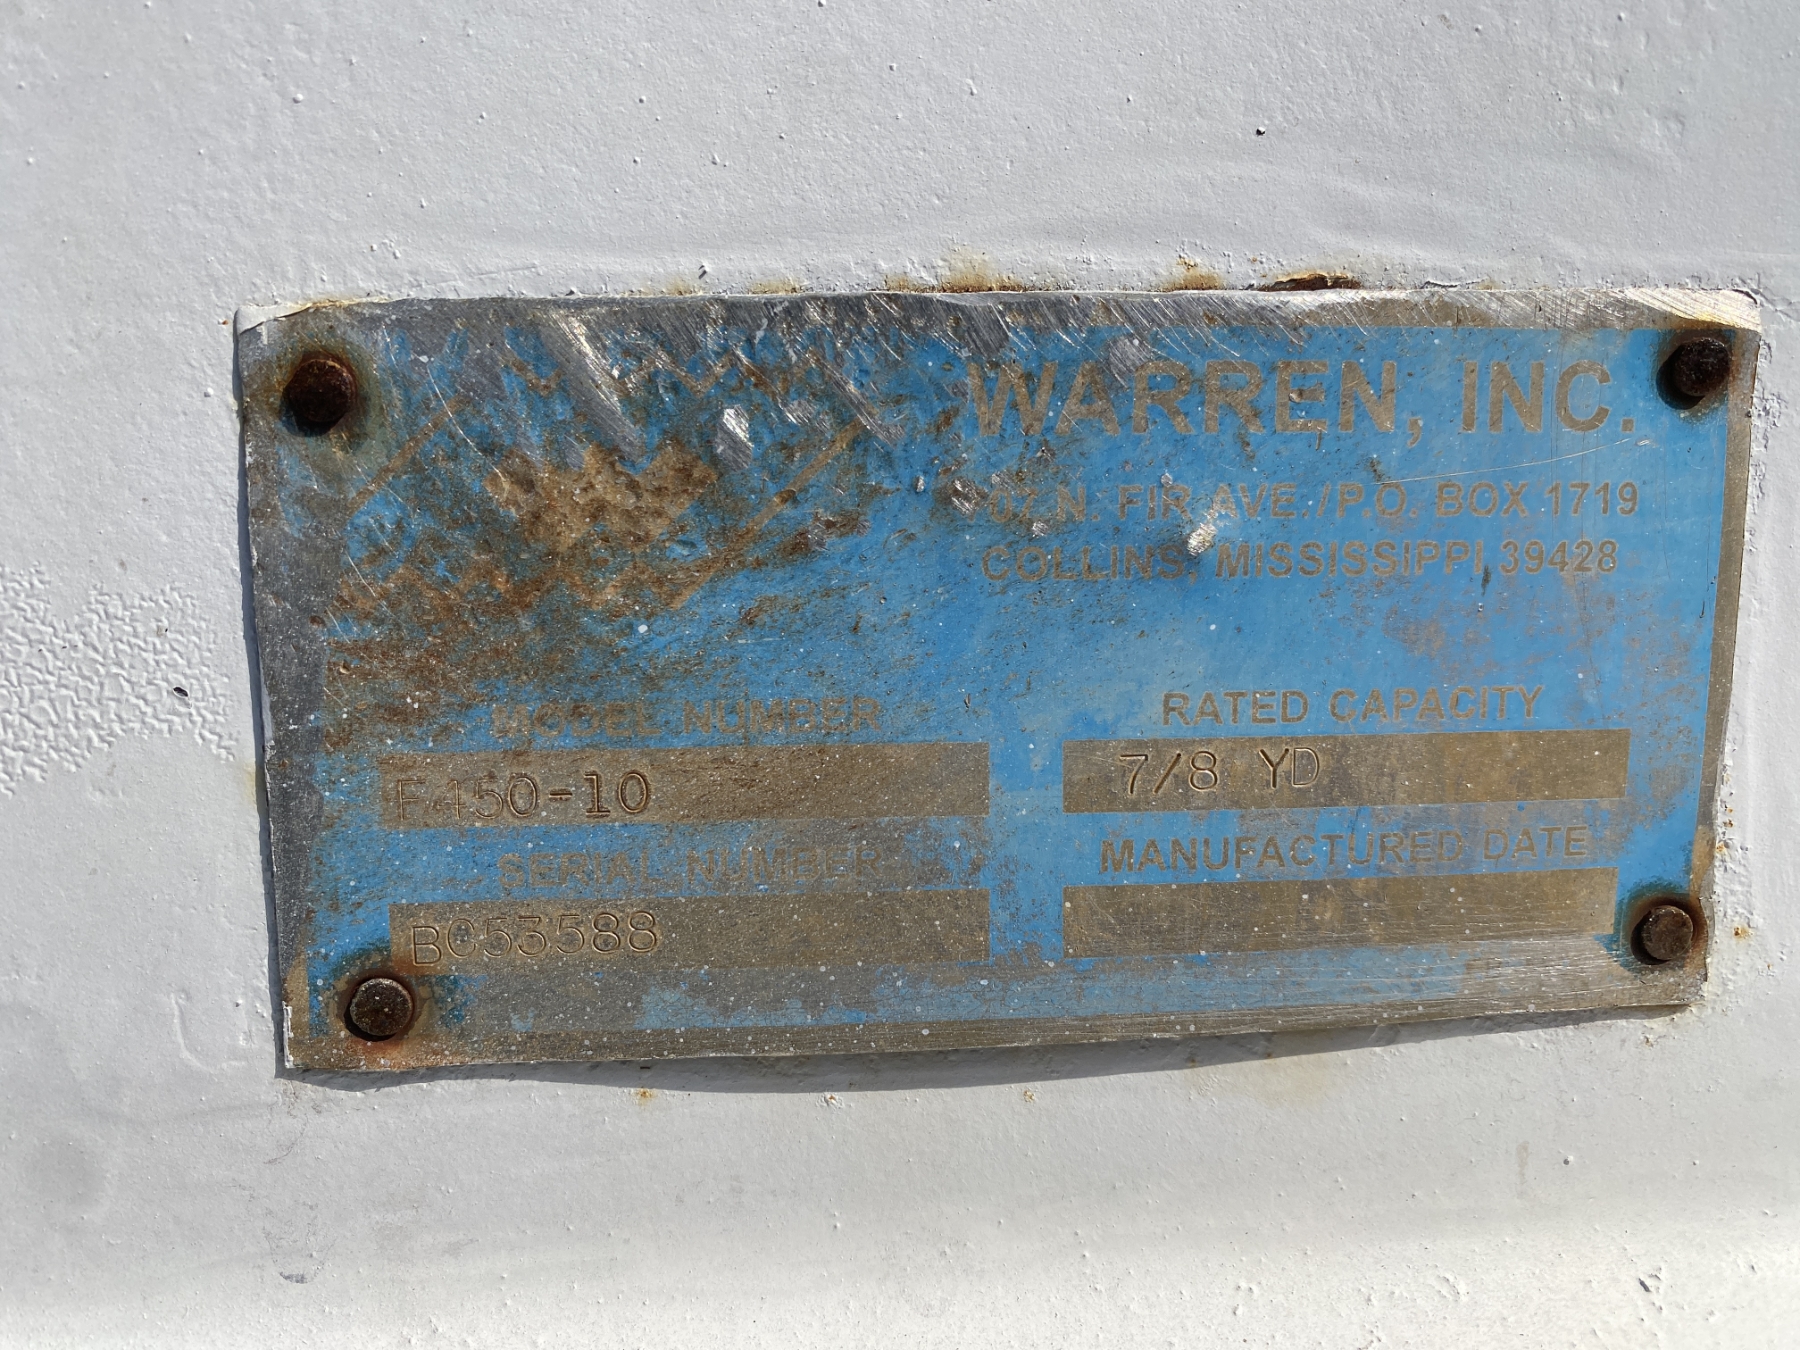 WARREN, INC.
07 N. FIR AVE./P.O. BOX 1719
COLLINS, MISSISSIPPI 39428
MODEL NUMBER
F450-10
RATED CAPACITY
7/8 YD
SERIAL NUMBER
B053588
MANUFACTURED DATE